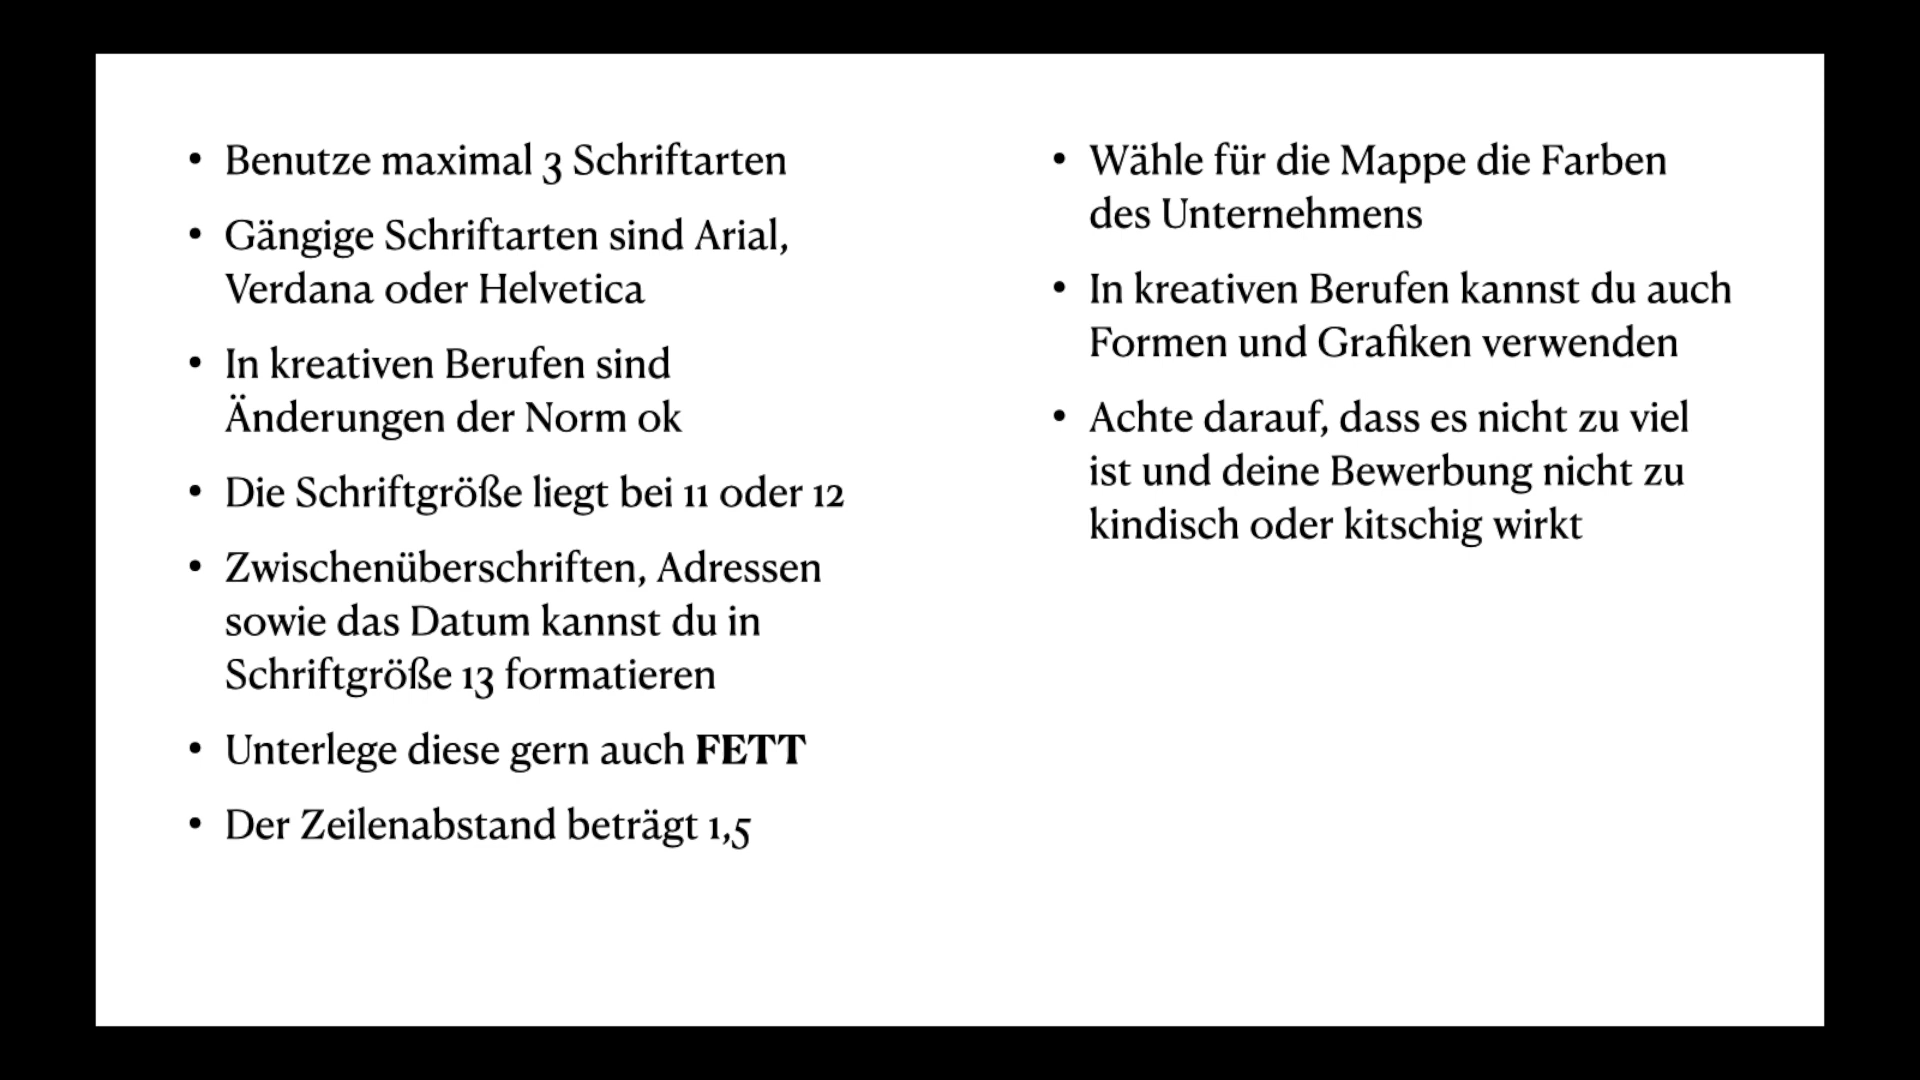 • Benutze maximal 3 Schriftarten
• Gängige Schriftarten sind Arial,
Verdana oder Helvetica
• In kreativen Berufen sind
Änderungen der Norm ok
• Die Schriftgröße liegt bei 11 oder 12
• Zwischenüberschriften, Adressen
sowie das Datum kannst du in
Schriftgröße 13 formatieren
• Unterlege diese gern auch FETT
• Der Zeilenabstand beträgt 1,5
• Wähle für die Mappe die Farben
des Unternehmens
• In kreativen Berufen kannst du auch
Formen und Grafiken verwenden
• Achte darauf, dass es nicht zu viel
ist und deine Bewerbung nicht zu
kindisch oder kitschig wirkt